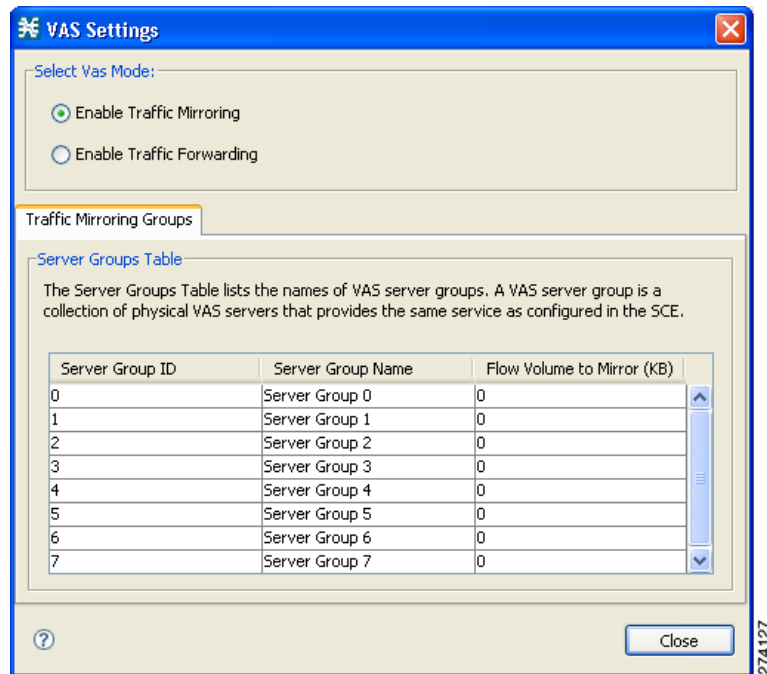 VAS Settings
Select Vas Mode:
Enable Traffic Mirroring
Enable Traffic Forwarding
Traffic Mirroring Groups
Server Groups Table
The Server Groups Table lists the names of VAS server groups. A VAS server group is a
collection of physical VAS servers that provides the same service as configured in the SCE.
Server Group ID Server Group Name Flow Volume to Mirror (KB)
0 Server Group 0 0
1 Server Group 1 0
2 Server Group 2 0
3 Server Group 3 0
4 Server Group 4 0
5 Server Group 5 0
6 Server Group 6 0
7 Server Group 7 0
? Close
274127